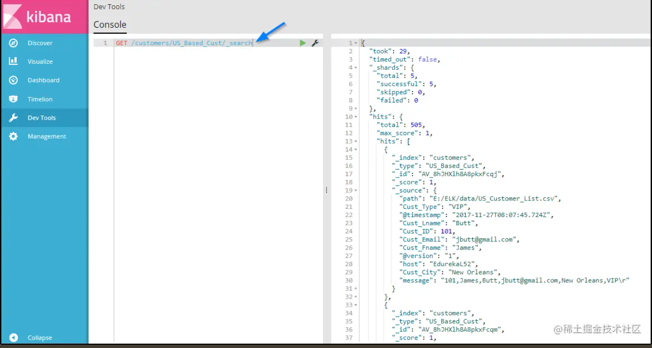 kibana
Discover
Visualize
Dashboard
Timelion
Dev Tools
Management
Collapse
Dev Tools
Console
1 GET /customers/US_Based_Cust/_search
1 {
2 "took": 29,
3 "timed_out": false,
4 "_shards": {
5 "total": 5,
6 "successful": 5,
7 "skipped": 0,
8 "failed": 0
9 },
10 "hits": {
11 "total": 505,
12 "max_score": 1,
13 "hits": [
14 {
15 "_index": "customers",
16 "_type": "US_Based_Cust",
17 "_id": "AV_8hJHXlh8A8pkxFcqj",
18 "_score": 1,
19 "_source": {
20 "path": "E:/ELK/data/US_Customer_List.csv",
21 "Cust_Type": "VIP",
22 "@timestamp": "2017-11-27T08:07:45.724Z",
23 "Cust_Lname": "Butt",
24 "Cust_ID": 101,
25 "Cust_Email": "jbutt@gmail.com",
26 "Cust_Fname": "James",
27 "@version": "1",
28 "host": "EdurekaL52",
29 "Cust_City": "New Orleans",
30 "message": "101,James,Butt,jbutt@gmail.com,New Orleans,VIP\r"
31 }
32 },
33 {
34 "_index": "customers",
35 "_type": "US_Based_Cust",
36 "_id": "AV_8hJHXlh8A8pkxFcqm",
37 "_score": 1,
@稀土掘金技术社区